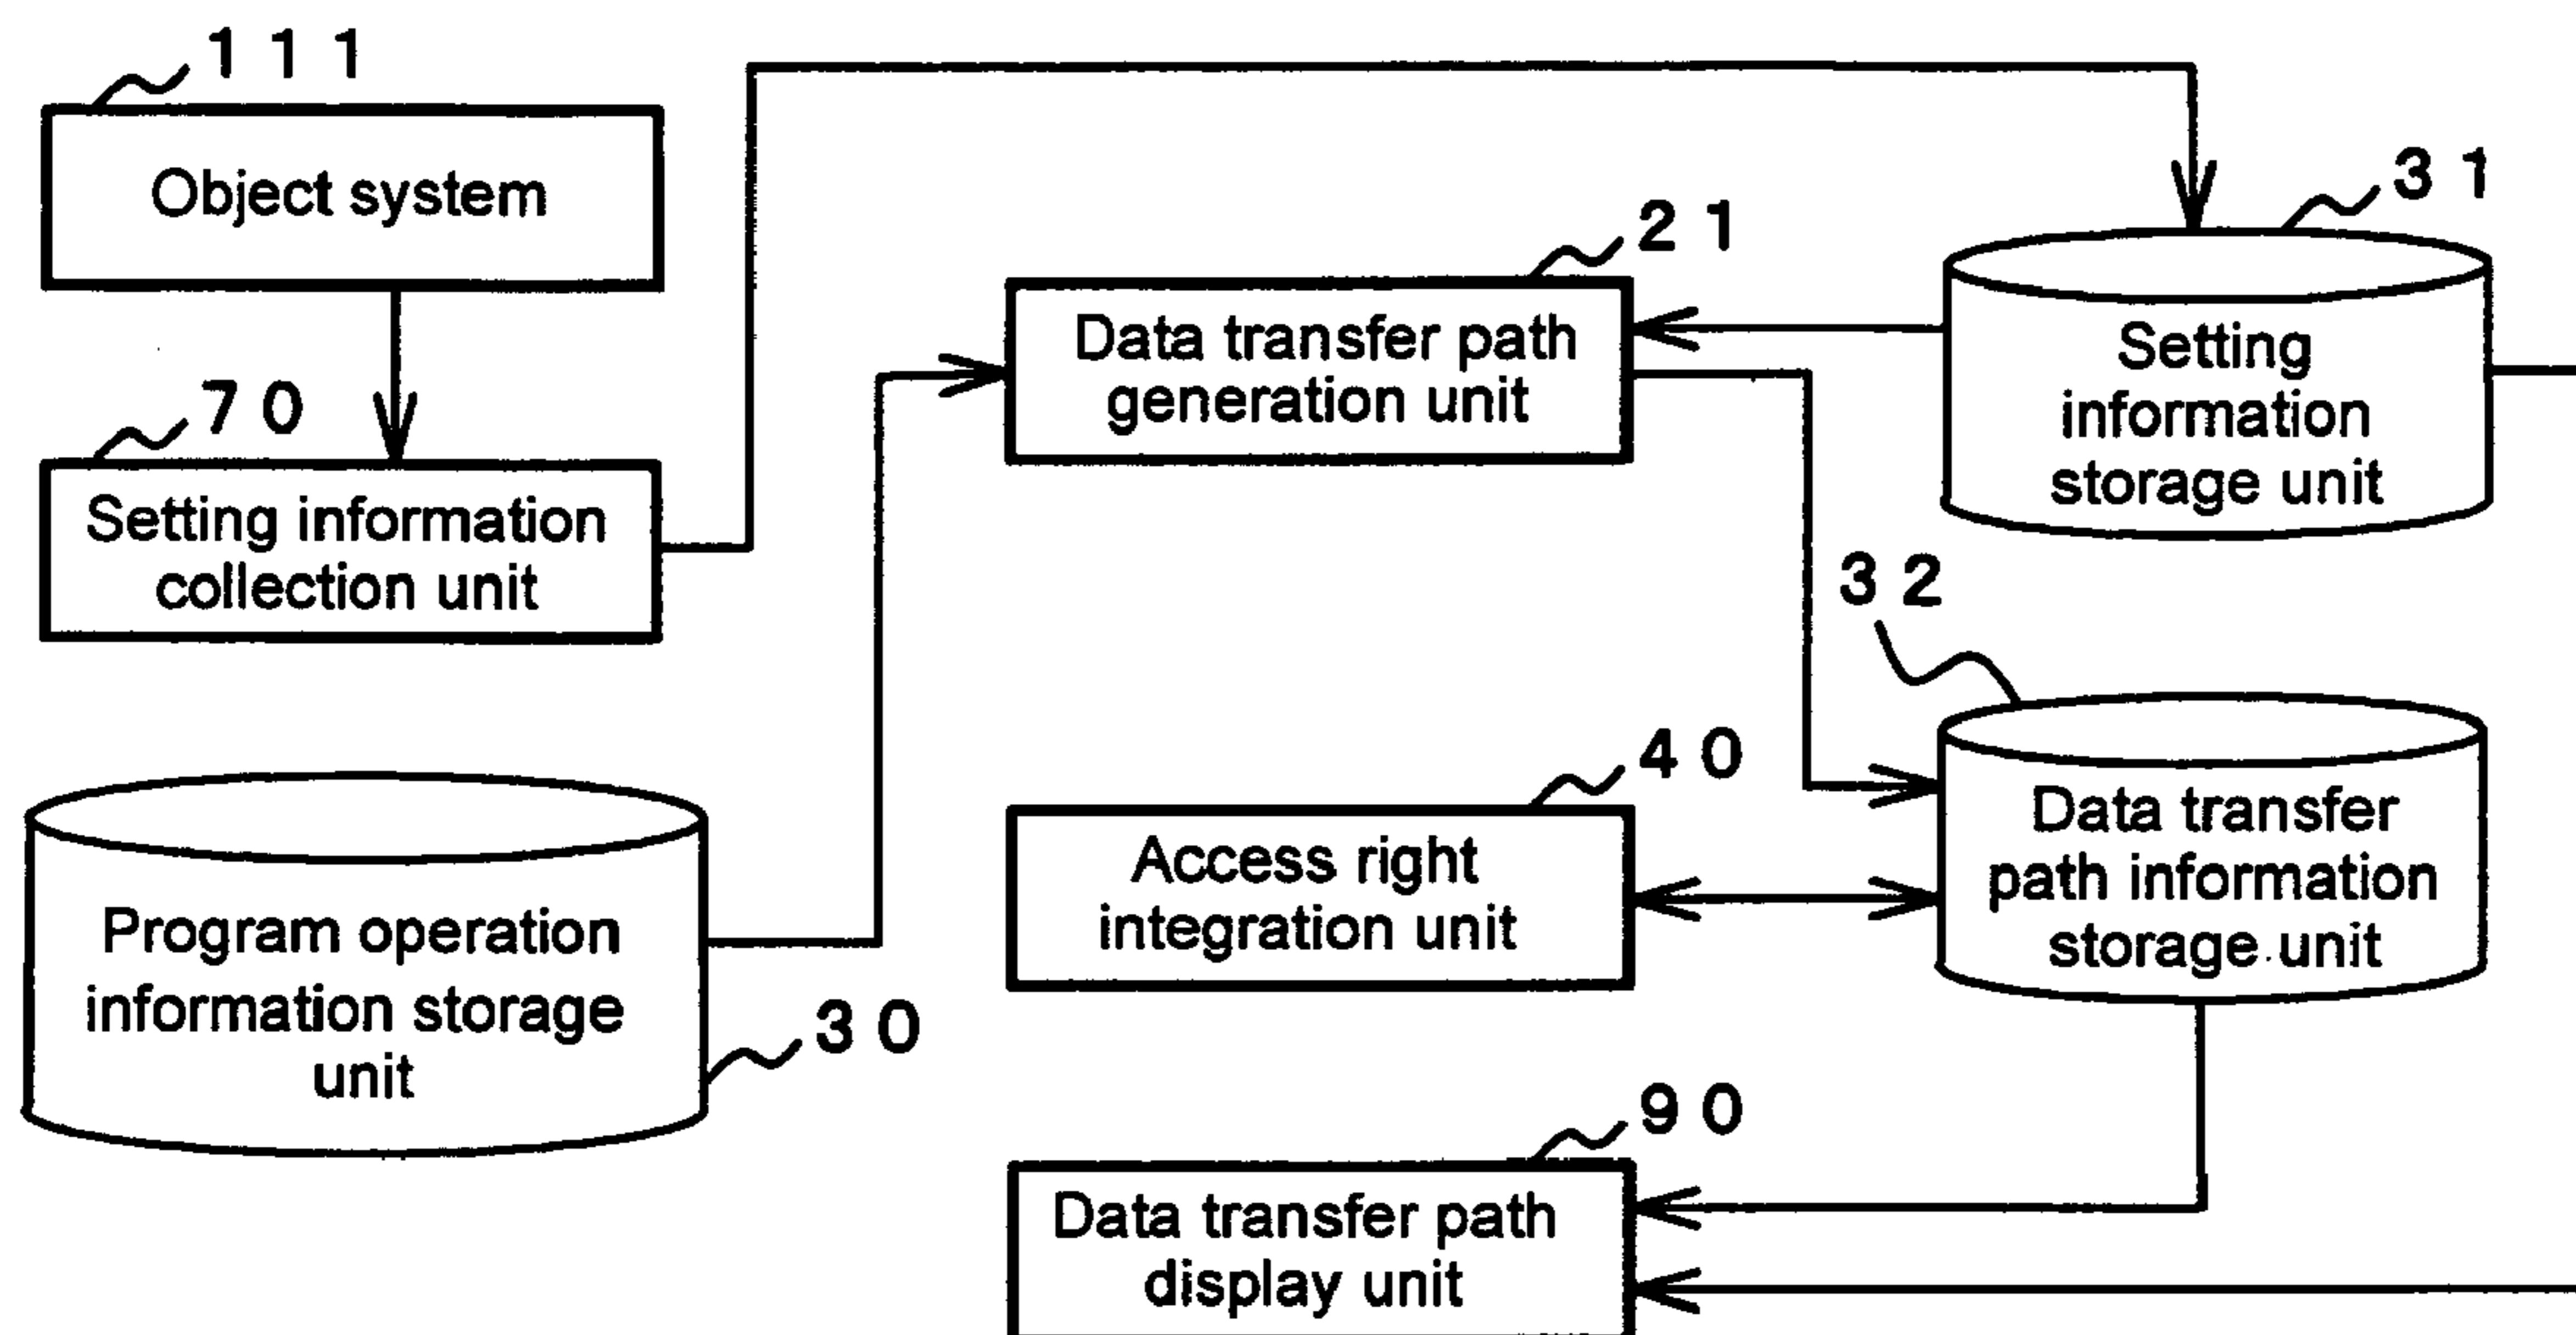 111
Object system
70
Setting information
collection unit
Program operation
information storage
unit
30
21
Data transfer path
generation unit
31
Setting
information
storage unit
32
Data transfer
path information
storage unit
40
Access right
integration unit
90
Data transfer path
display unit